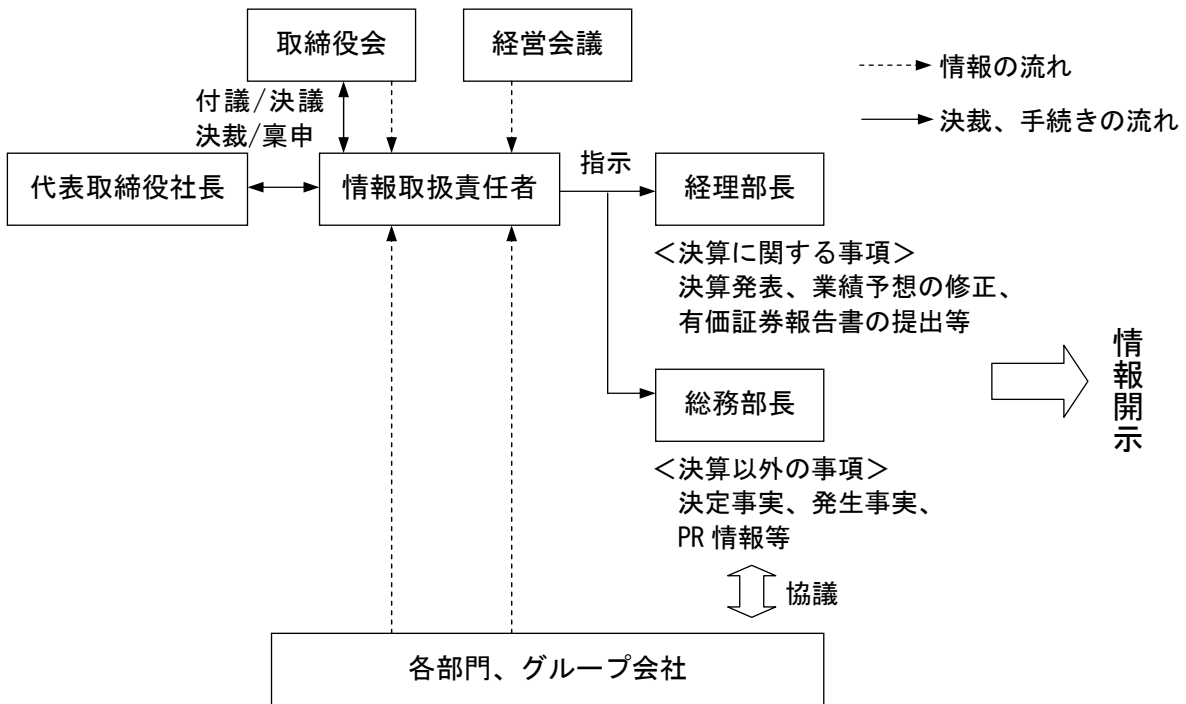 取締役会
経営会議
情報の流れ
付議/決議
決裁/稟申
決裁、手続きの流れ
代表取締役社長
情報取扱責任者
指示
経理部長
＜決算に関する事項＞
決算発表、業績予想の修正、
有価証券報告書の提出等
情報開示
総務部長
＜決算以外の事項＞
決定事実、発生事実、
PR 情報等
協議
各部門、グループ会社